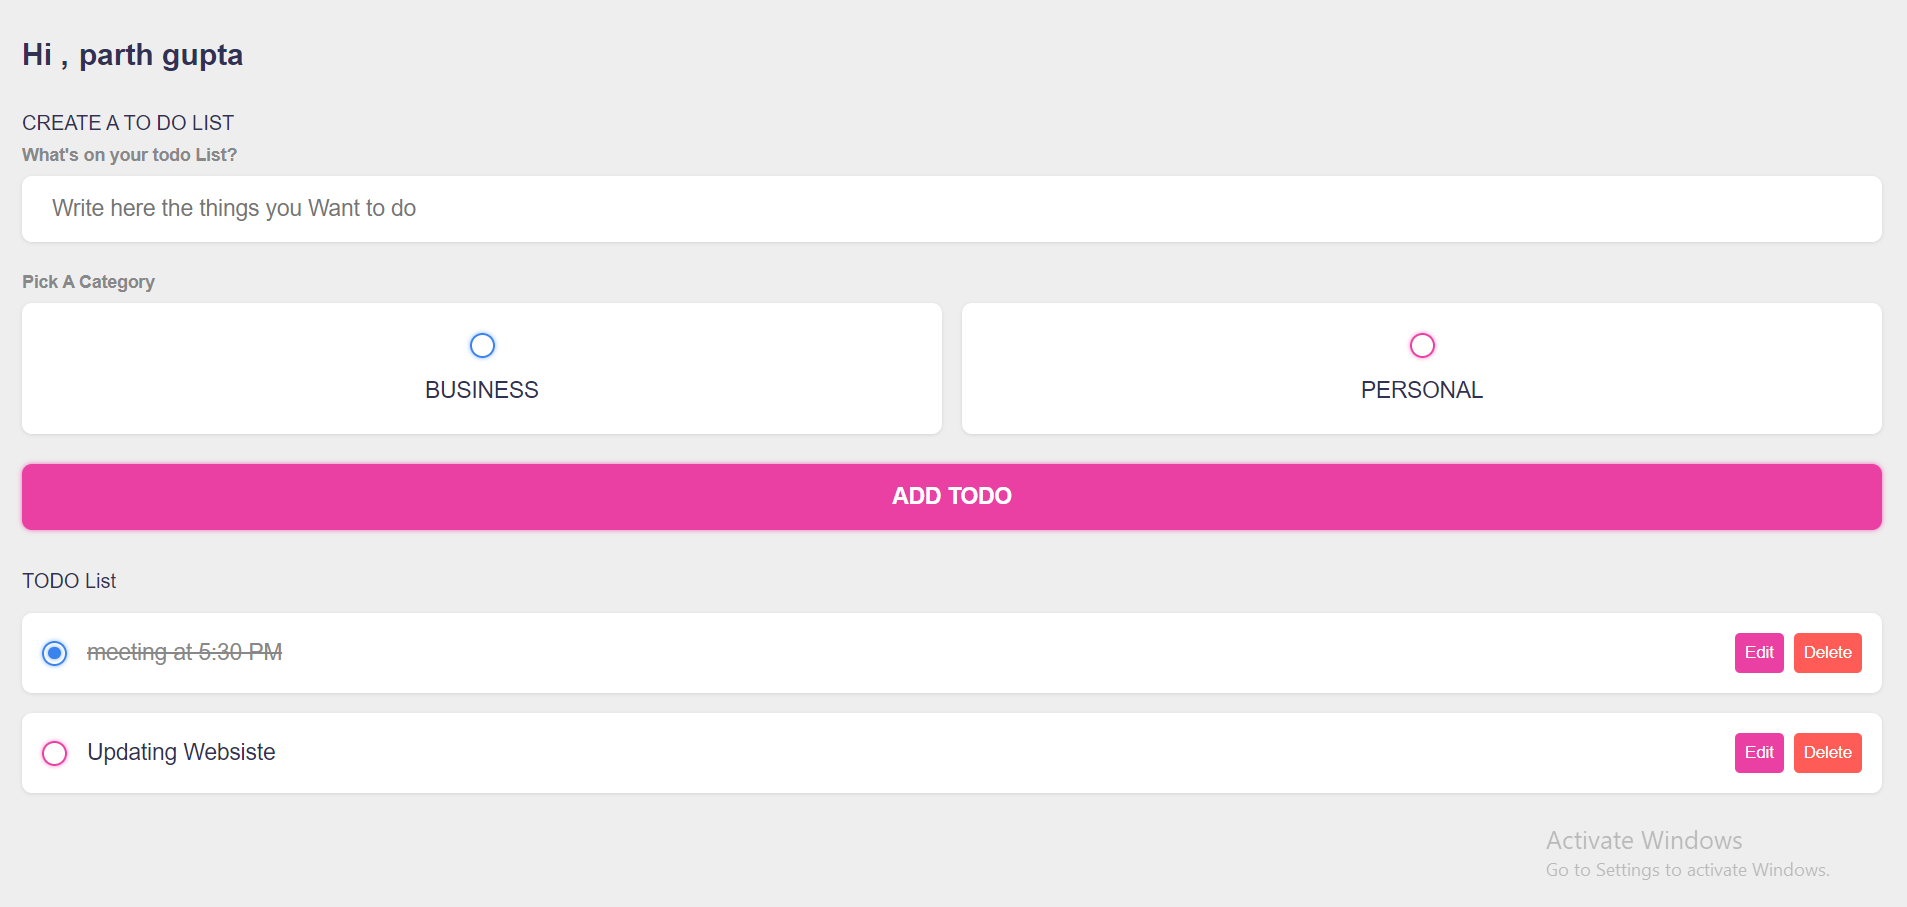 Hi , parth gupta
CREATE A TO DO LIST
What's on your todo List?
Write here the things you Want to do
Pick A Category
BUSINESS
PERSONAL
ADD TODO
TODO List
meeting at 5:30 PM
Edit
Delete
Updating Websiste
Edit
Delete
Activate Windows
Go to Settings to activate Windows.